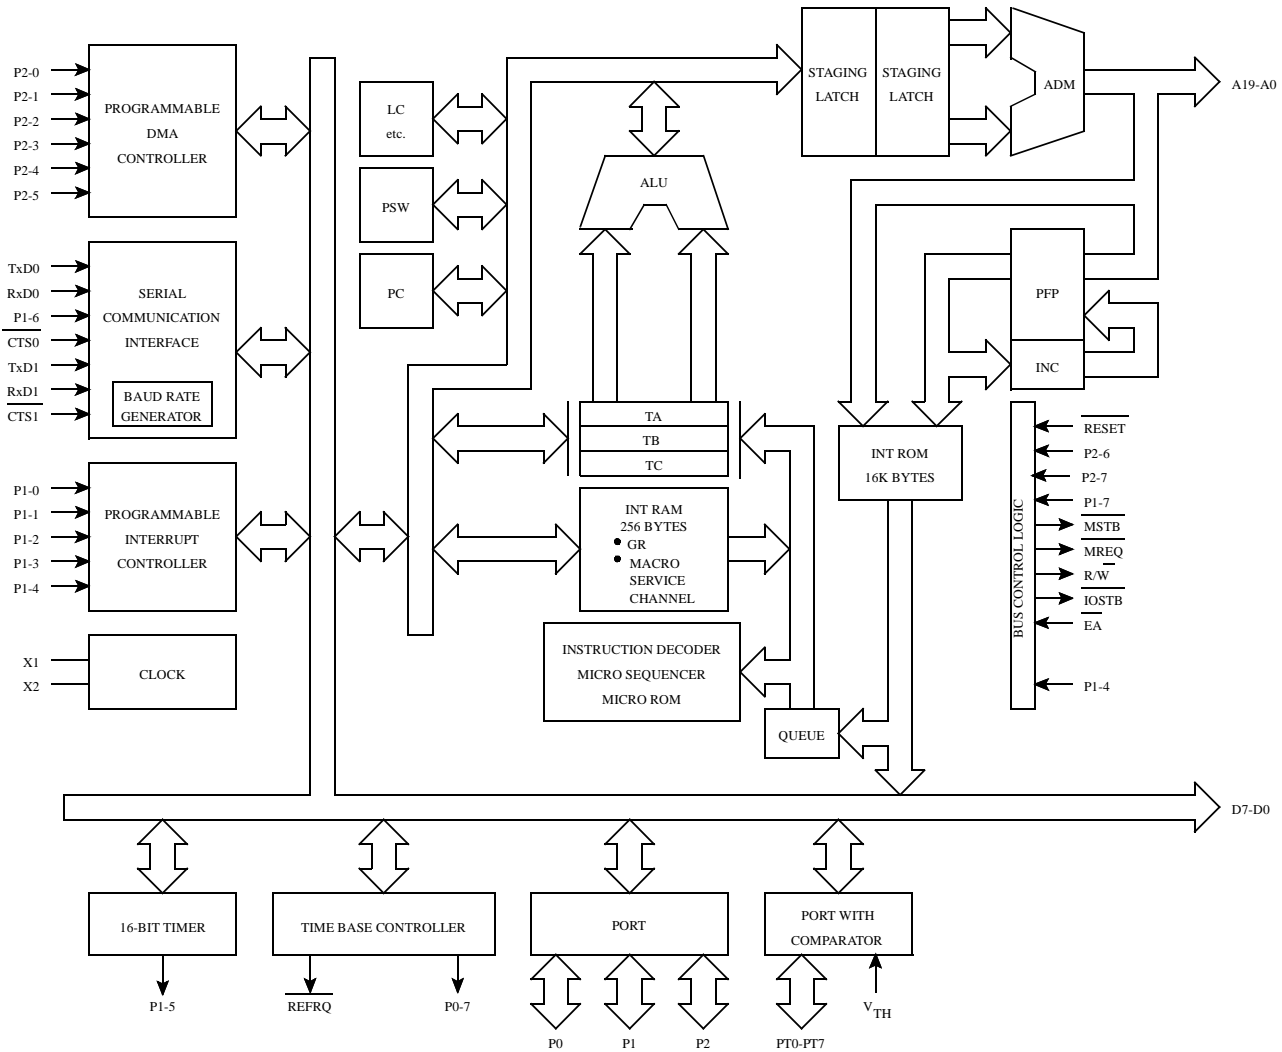 P2-0
P2-1
P2-2
P2-3
P2-4
P2-5
PROGRAMMABLE
DMA
CONTROLLER
TxD0
RxD0
P1-6
CTS0
TxD1
RxD1
CTS1
SERIAL
COMMUNICATION
INTERFACE
BAUD RATE
GENERATOR
P1-0
P1-1
P1-2
P1-3
P1-4
PROGRAMMABLE
INTERRUPT
CONTROLLER
X1
X2
CLOCK
LC
etc.
PSW
PC
ALU
TA
TB
TC
INT RAM
256 BYTES
• GR
• MACRO
SERVICE
CHANNEL
INSTRUCTION DECODER
MICRO SEQUENCER
MICRO ROM
QUEUE
STAGING
LATCH
STAGING
LATCH
ADM
A19-A0
PFP
INC
INT ROM
16K BYTES
BUS CONTROL LOGIC
RESET
P2-6
P2-7
P1-7
MSTB
MREQ
R/W
IOSTB
EA
P1-4
D7-D0
16-BIT TIMER
P1-5
TIME BASE CONTROLLER
REFRQ
P0-7
PORT
P0
P1
P2
PORT WITH
COMPARATOR
PT0-PT7
VTH